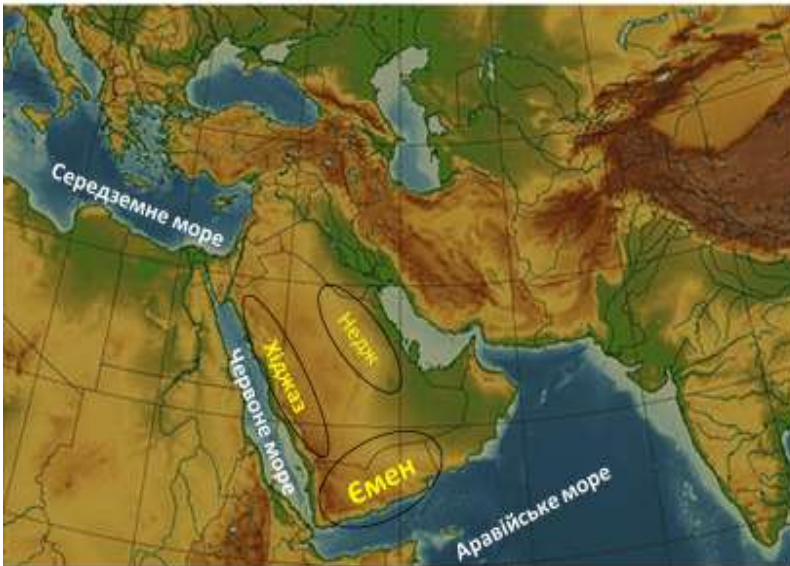 Середземне море
Недж
Хіджаз
Червоне море
Ємен
Аравійське море